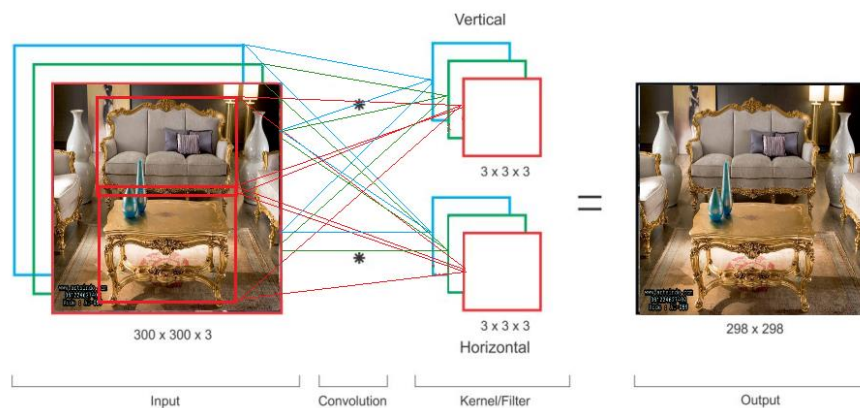 Vertical
3 x 3 x 3
3 x 3 x 3
Horizontal
300 x 300 x 3
298 x 298
*
*
=
Input
Convolution
Kernel/Filter
Output